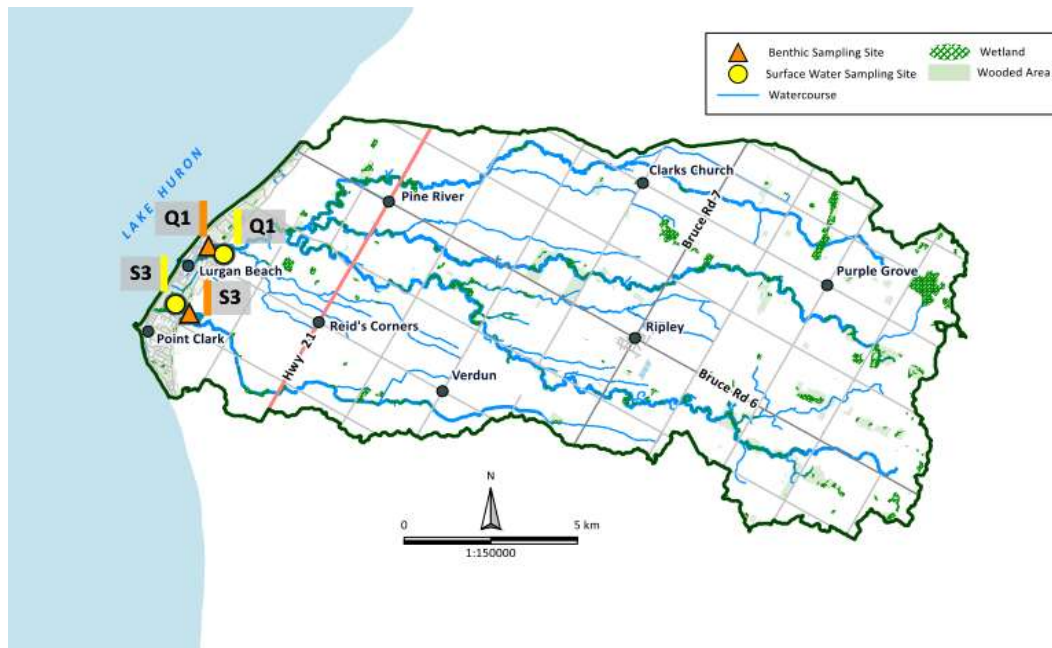 Benthic Sampling Site
Surface Water Sampling Site
Watercourse
Wetland
Wooded Area
LAKE HURON
Clarks Church
Pine River
Bruce Rd 7
Q1
Q1
Lurgan Beach
S3
S3
Purple Grove
Point Clark
Reid's Corners
Hwy 21
Ripley
Verdun
Bruce Rd 6
N
0 5 km
1:150000